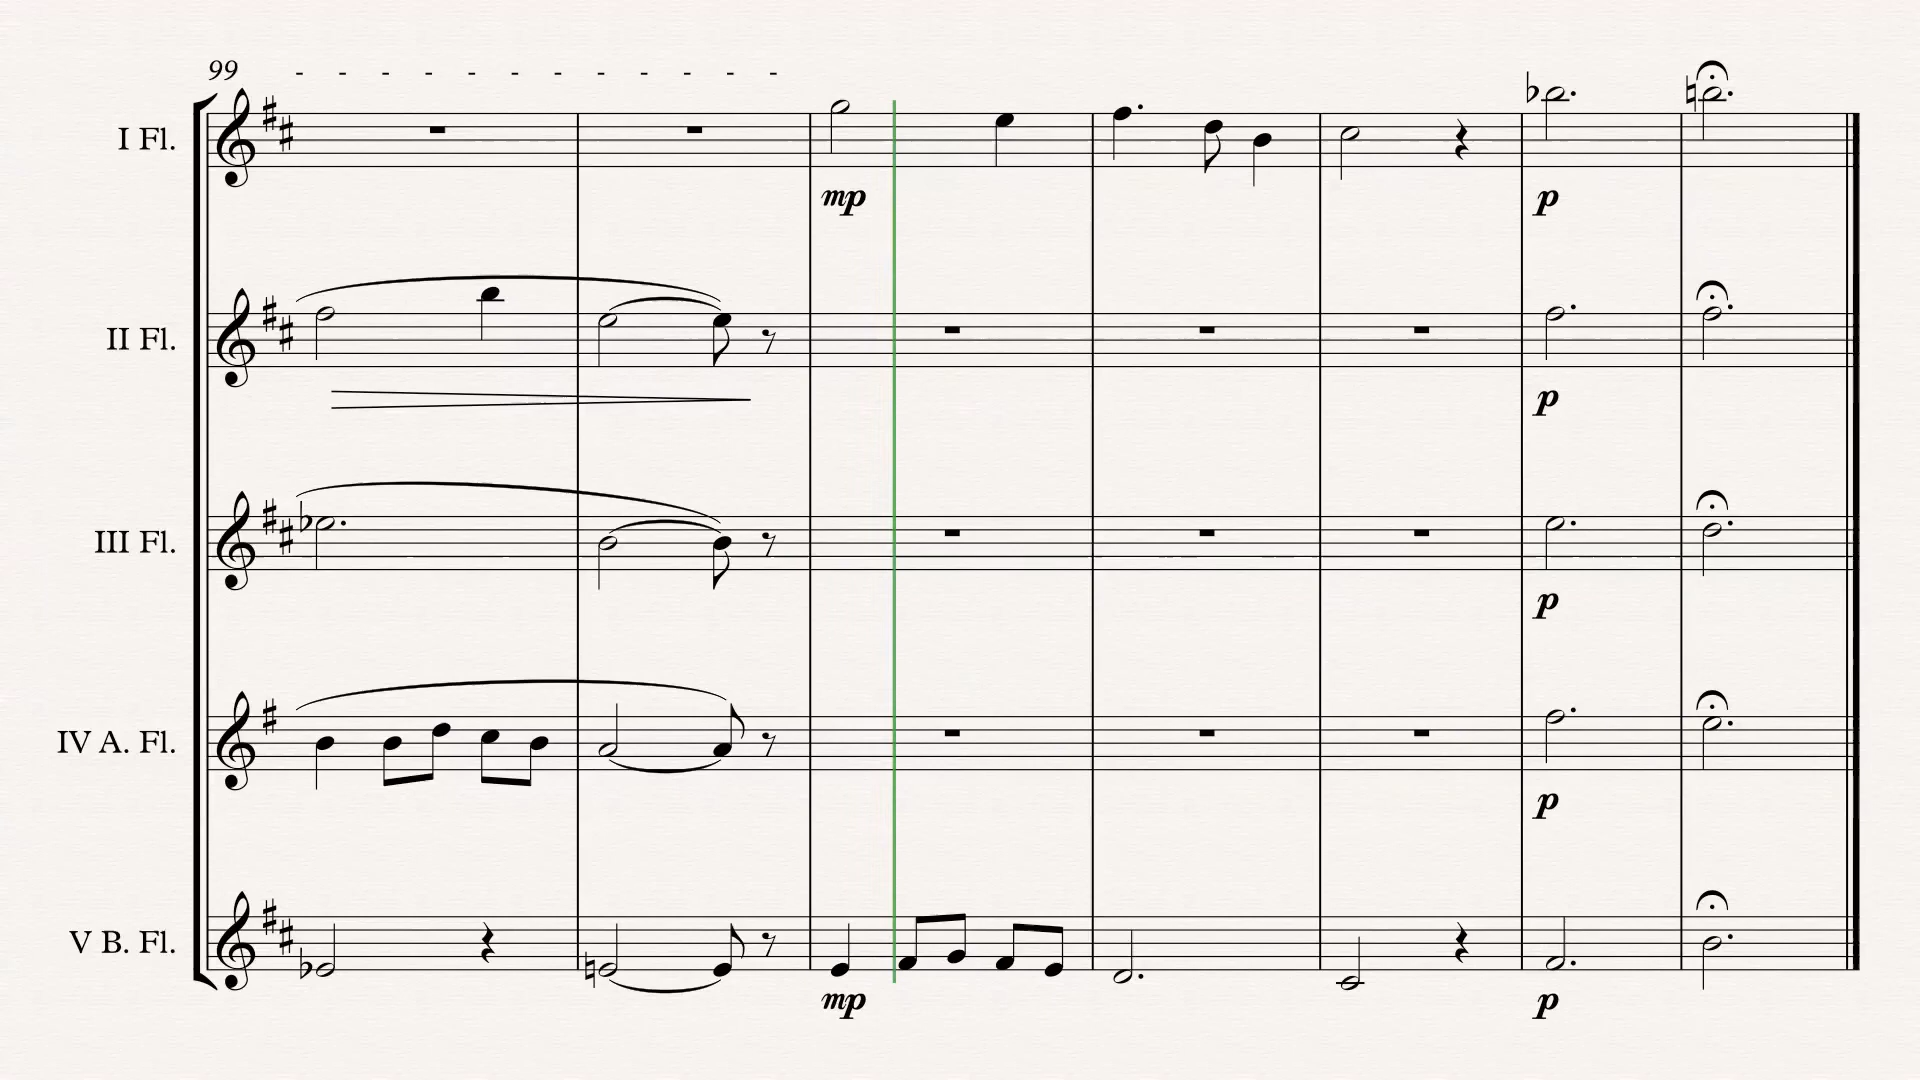 99 - - - - - - - - - - - -
I Fl.
mp p
II Fl.
p
III Fl.
p
IV A. Fl.
p
V B. Fl.
mp p